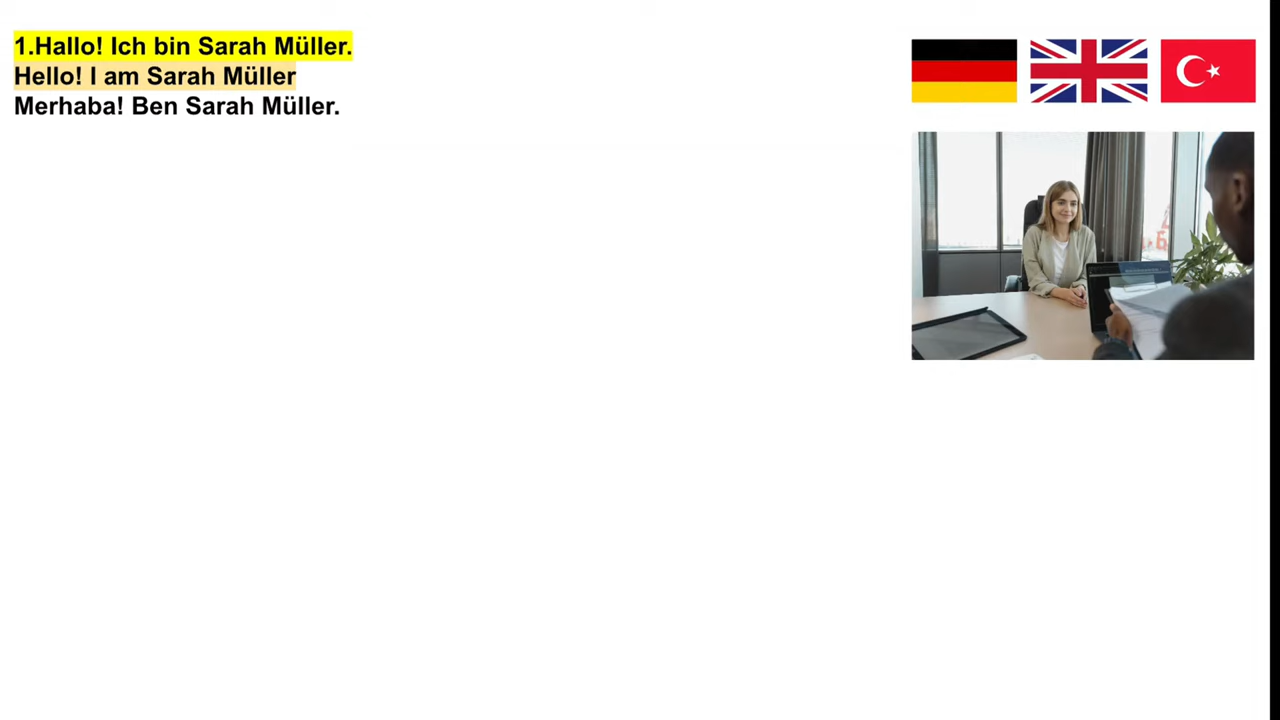 1.Hallo! Ich bin Sarah Müller.
Hello! I am Sarah Müller
Merhaba! Ben Sarah Müller.